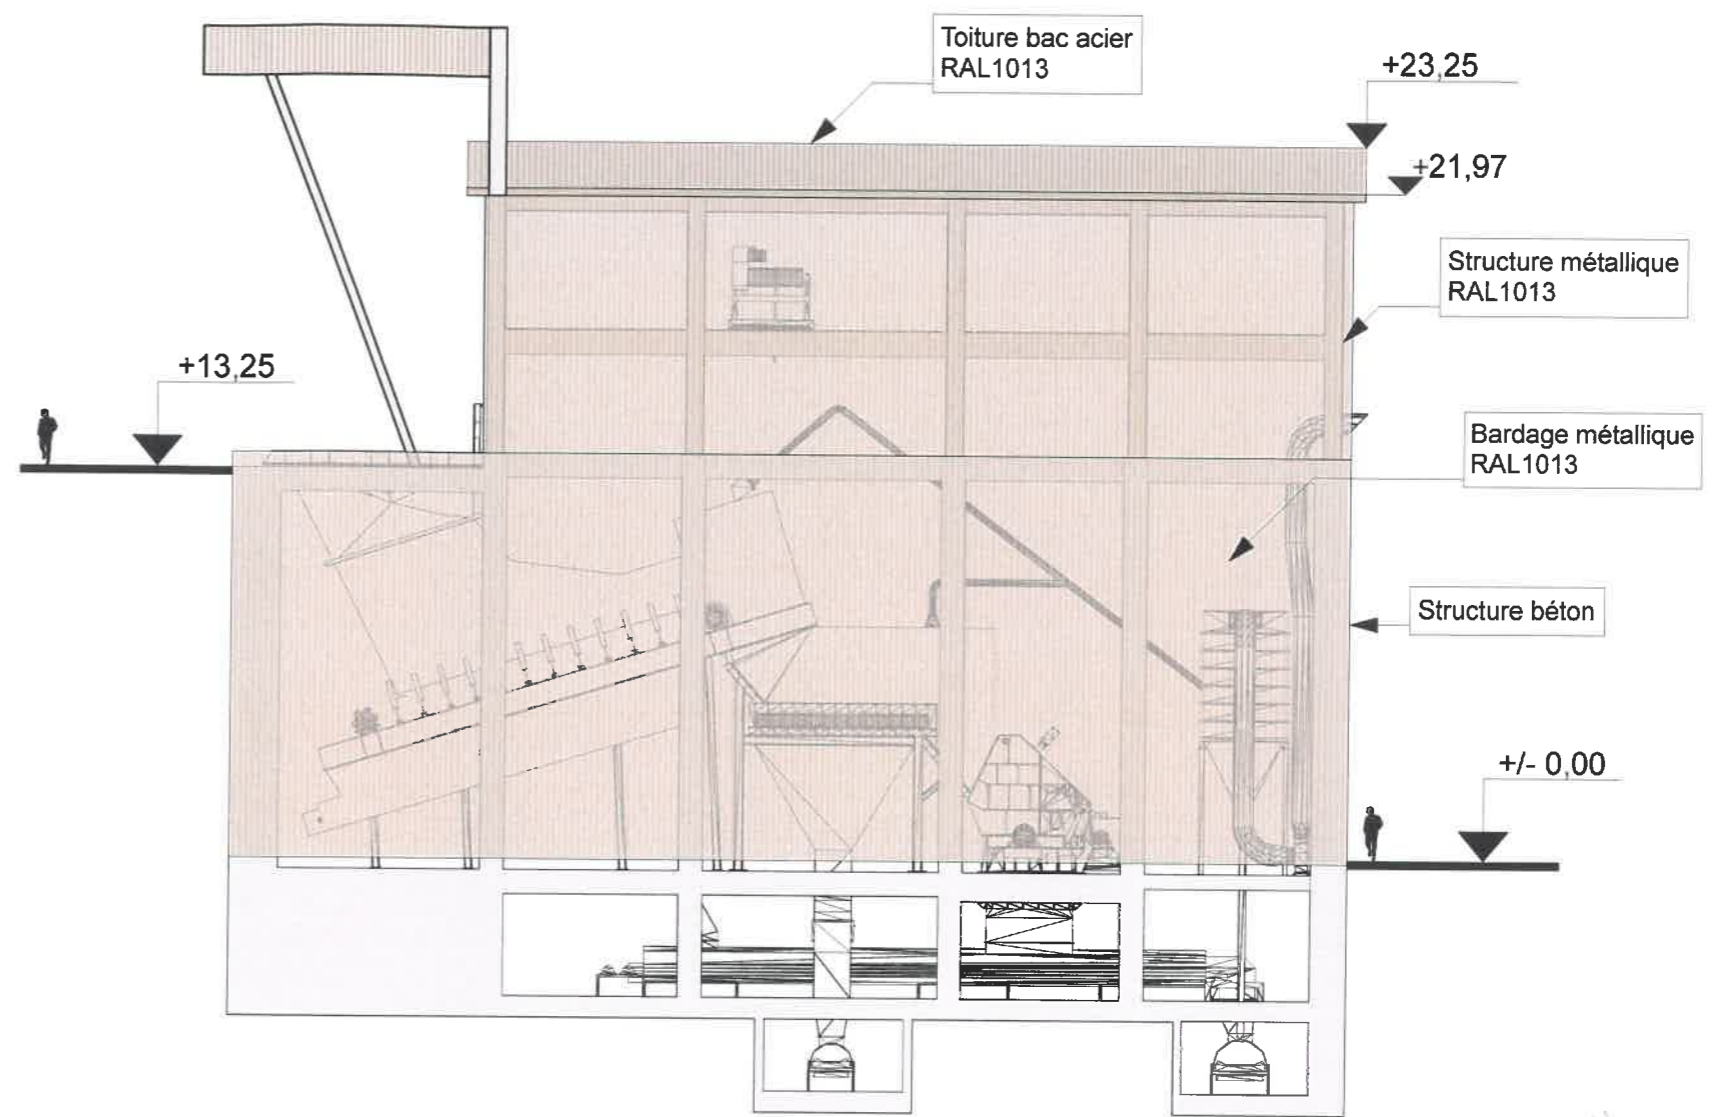 Toiture bac acier
RAL1013
+23,25
+21,97
Structure métallique
RAL1013
+13,25
Bardage métallique
RAL1013
Structure béton
+/- 0,00